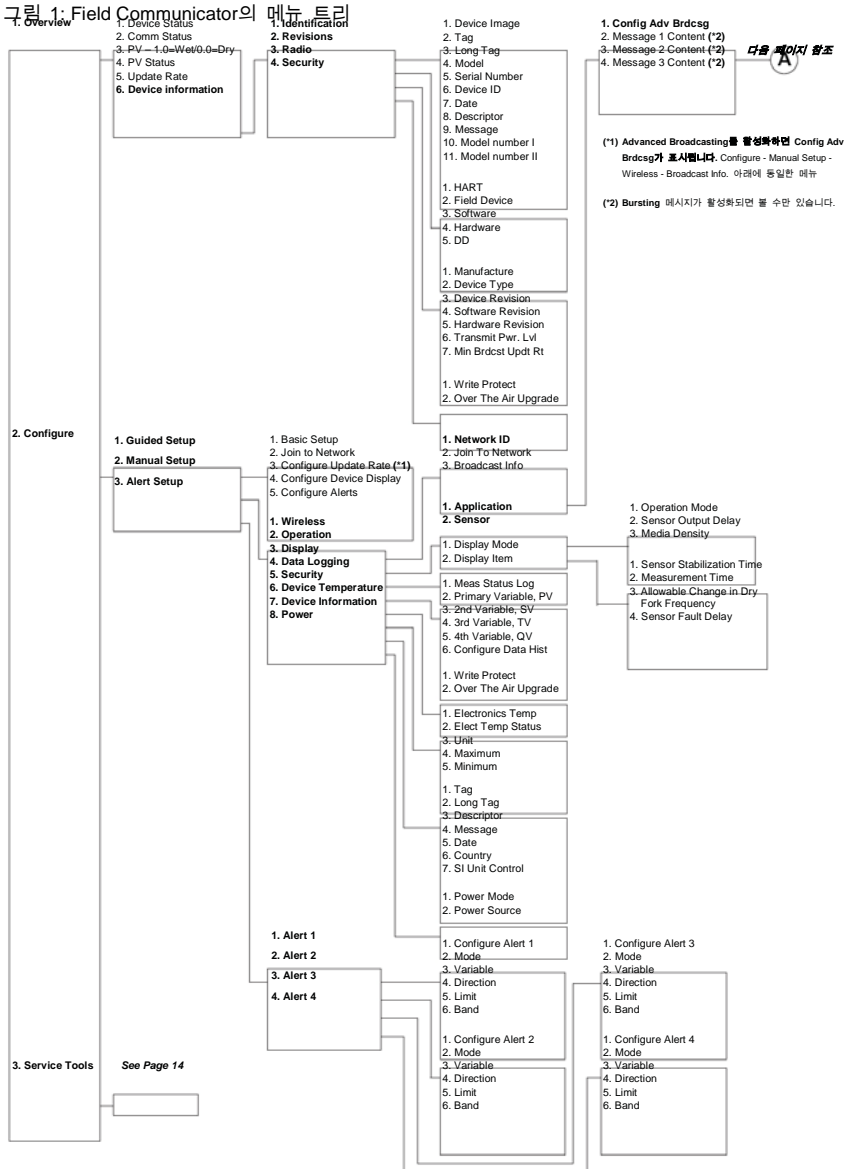 그림 1: Field Communicator의 메뉴 트리
1. Overview
1. Device Status
2. Comm Status
3. PV – 1.0=Wet/0.0=Dry
4. PV Status
5. Update Rate
6. Device information
1. Identification
2. Revisions
3. Radio
4. Security
1. Device Image
2. Tag
3. Long Tag
4. Model
5. Serial Number
6. Device ID
7. Date
8. Descriptor
9. Message
10. Model number I
11. Model number II
1. HART
2. Field Device
3. Software
4. Hardware
5. DD
1. Manufacture
2. Device Type
3. Device Revision
4. Software Revision
5. Hardware Revision
6. Transmit Pwr. Lvl
7. Min Brdcst Updt Rt
1. Write Protect
2. Over The Air Upgrade
1. Config Adv Brdcsg
2. Message 1 Content (*2)
3. Message 2 Content (*2)
4. Message 3 Content (*2)
다음 페이지 참조
A
(*1) Advanced Broadcasting를 활성화하면 Config Adv
Brdcsg가 표시됩니다. Configure - Manual Setup -
Wireless - Broadcast Info. 아래에 동일한 메뉴
(*2) Bursting 메시지가 활성화되면 볼 수만 있습니다.
2. Configure
1. Guided Setup
2. Manual Setup
3. Alert Setup
1. Basic Setup
2. Join to Network
3. Configure Update Rate (*1)
4. Configure Device Display
5. Configure Alerts
1. Wireless
2. Operation
3. Display
4. Data Logging
5. Security
6. Device Temperature
7. Device Information
8. Power
1. Network ID
2. Join To Network
3. Broadcast Info
1. Application
2. Sensor
1. Display Mode
2. Display Item
1. Meas Status Log
2. Primary Variable, PV
3. 2nd Variable, SV
4. 3rd Variable, TV
5. 4th Variable, QV
6. Configure Data Hist
1. Write Protect
2. Over The Air Upgrade
1. Electronics Temp
2. Elect Temp Status
3. Unit
4. Maximum
5. Minimum
1. Tag
2. Long Tag
3. Descriptor
4. Message
5. Date
6. Country
7. SI Unit Control
1. Power Mode
2. Power Source
1. Operation Mode
2. Sensor Output Delay
3. Media Density
1. Sensor Stabilization Time
2. Measurement Time
3. Allowable Change in Dry
Fork Frequency
4. Sensor Fault Delay
1. Alert 1
2. Alert 2
3. Alert 3
4. Alert 4
1. Configure Alert 1
2. Mode
3. Variable
4. Direction
5. Limit
6. Band
1. Configure Alert 2
2. Mode
3. Variable
4. Direction
5. Limit
6. Band
1. Configure Alert 3
2. Mode
3. Variable
4. Direction
5. Limit
6. Band
1. Configure Alert 4
2. Mode
3. Variable
4. Direction
5. Limit
6. Band
3. Service Tools
See Page 14